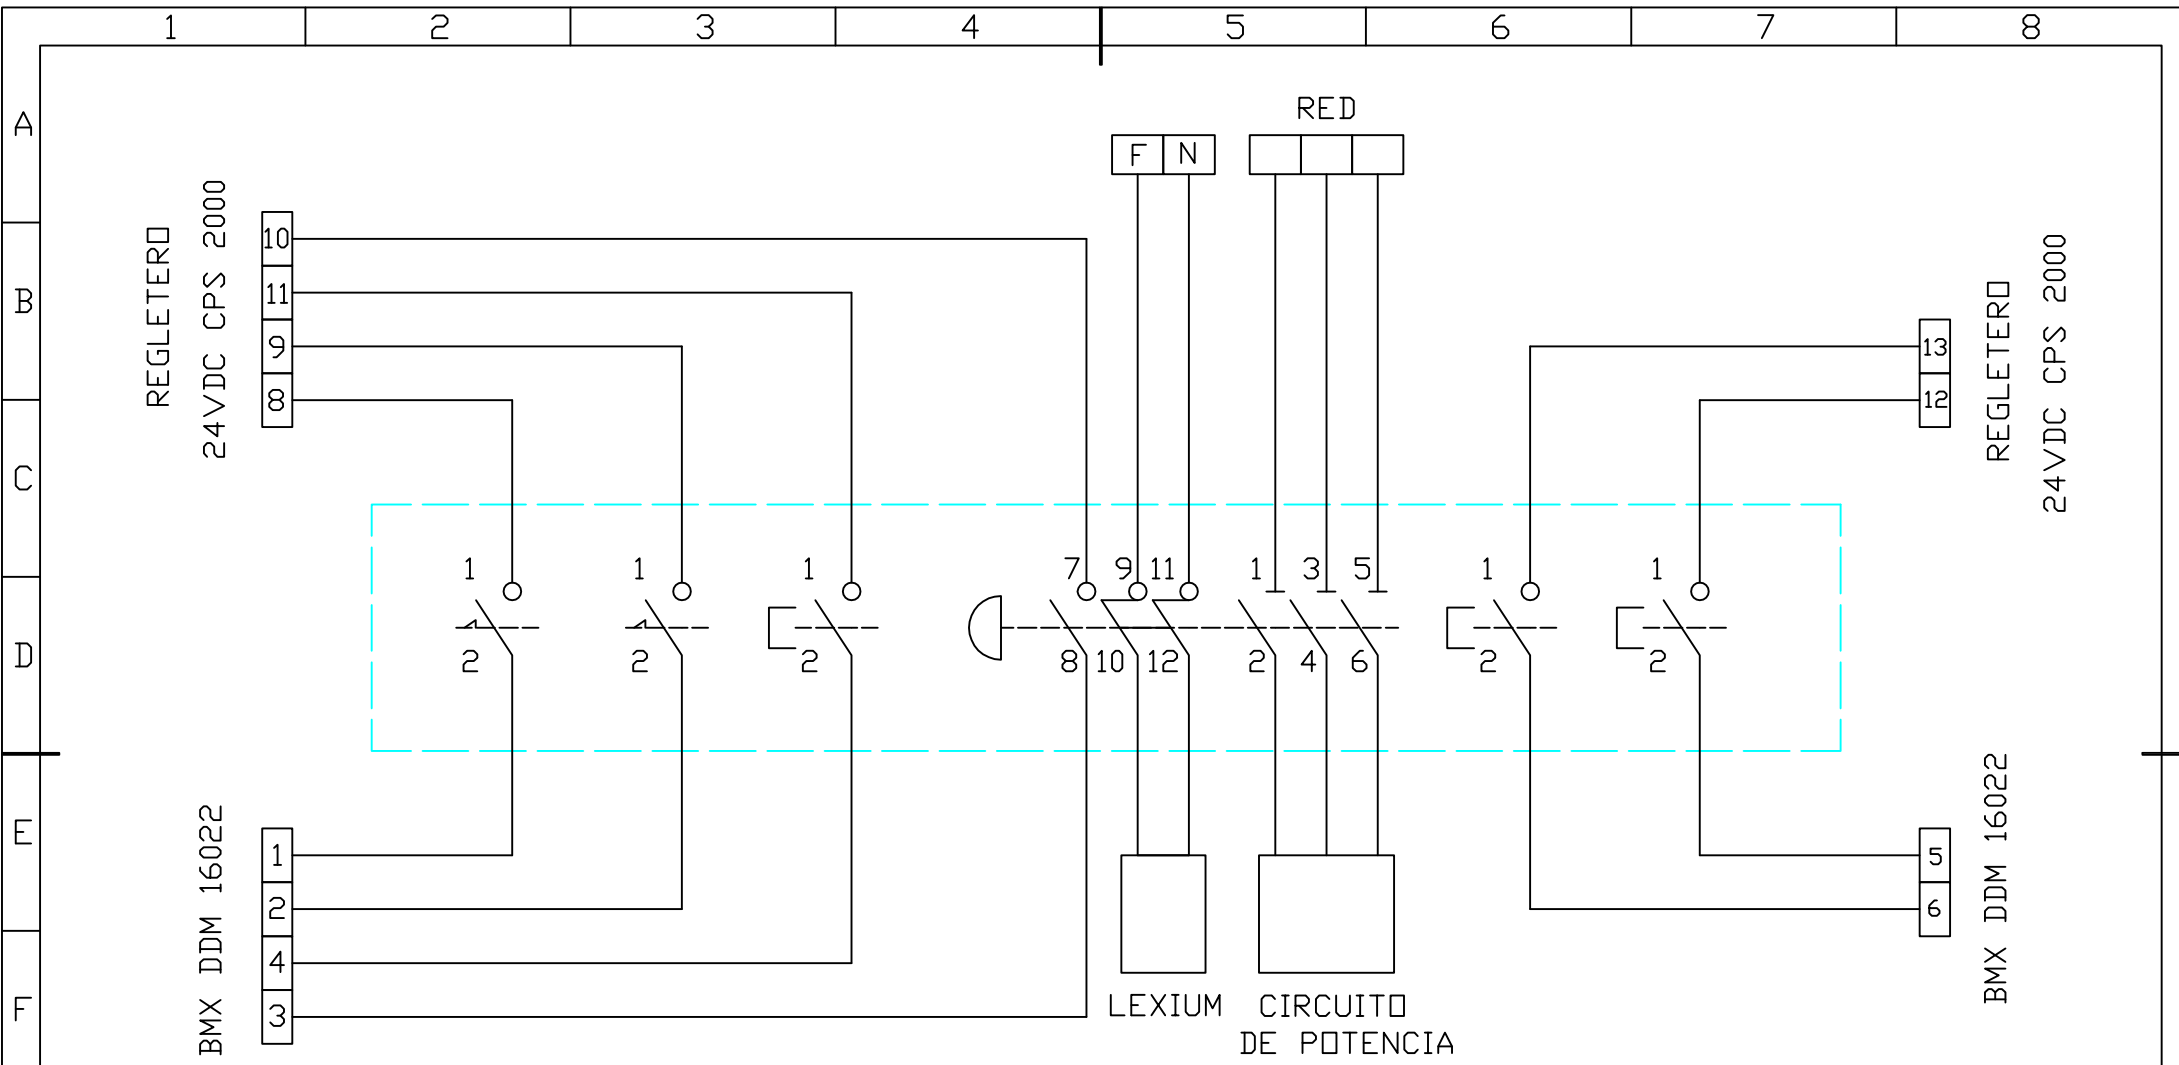 1 2 3 4 5 6 7 8
A
B
C
D
E
F
RED
F N
REGLETERO
24VDC CPS 2000
10
11
9
8
13
12
REGLETERO
24VDC CPS 2000
1 1 1 7 9 11 1 3 5 1 1
2 2 2 8 10 12 2 4 6 2 2
BMX DDM 16022
1
2
4
3
5
6
BMX DDM 16022
LEXIUM
CIRCUITO
DE POTENCIA